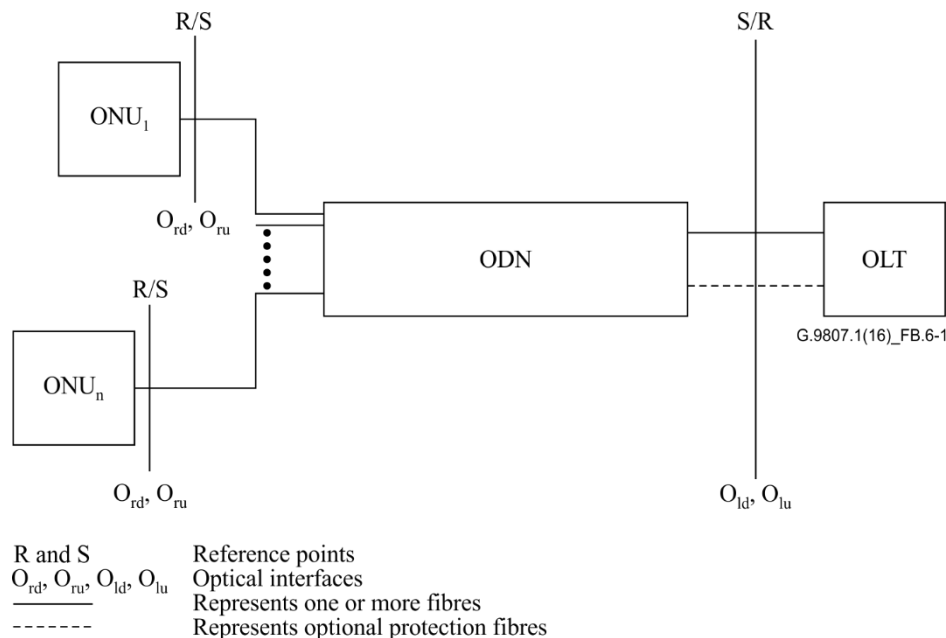 R/S
S/R
ONU1
Ord, Oru
ODN
OLT
R/S
G.9807.1(16)_FB.6-1
ONUn
Ord, Oru
Old, Olu
R and S Reference points
Ord, Oru, Old, Olu Optical interfaces
Represents one or more fibres
Represents optional protection fibres